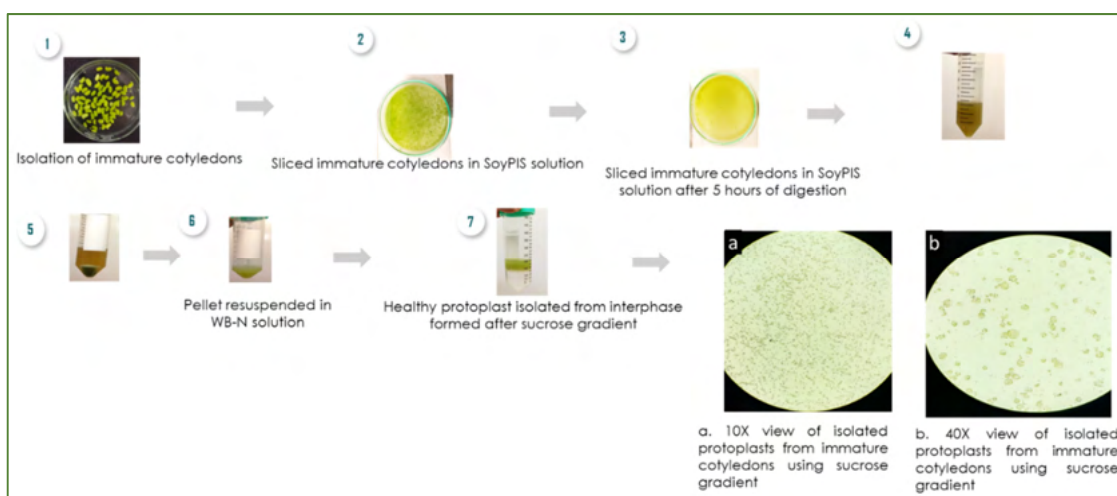 1
2
3
4
Isolation of immature cotyledons
Sliced immature cotyledons in SoyPIS solution
Sliced immature cotyledons in SoyPIS
solution after 5 hours of digestion
5
6
7
Pellet resuspended in
WB-N solution
Healthy protoplast isolated from interphase
formed after sucrose gradient
a
b
a. 10X view of isolated
protoplasts from immature
cotyledons using sucrose
gradient
b. 40X view of isolated
protoplasts from immature
cotyledons using sucrose
gradient